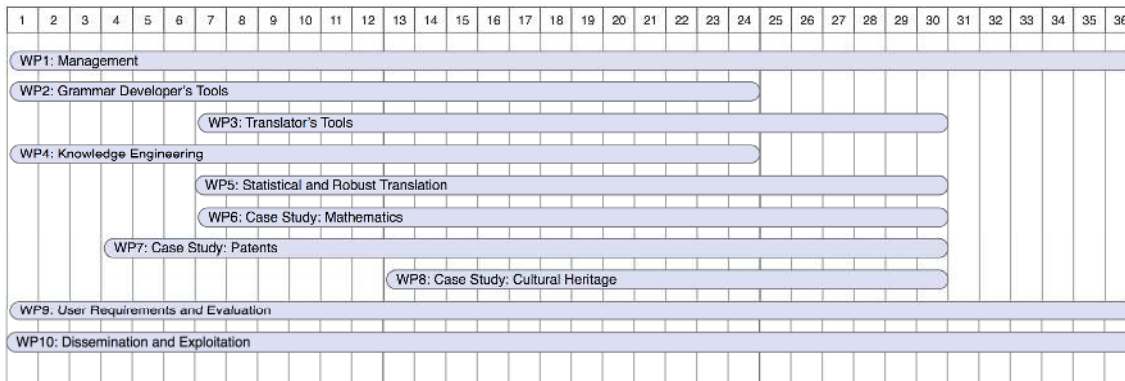 1 2 3 4 5 6 7 8 9 10 11 12 13 14 15 16 17 18 19 20 21 22 23 24 25 26 27 28 29 30 31 32 33 34 35 36
WP1: Management
WP2: Grammar Developer's Tools
WP3: Translator's Tools
WP4: Knowledge Engineering
WP5: Statistical and Robust Translation
WP6: Case Study: Mathematics
WP7: Case Study: Patents
WP8: Case Study: Cultural Heritage
WP9: User Requirements and Evaluation
WP10: Dissemination and Exploitation